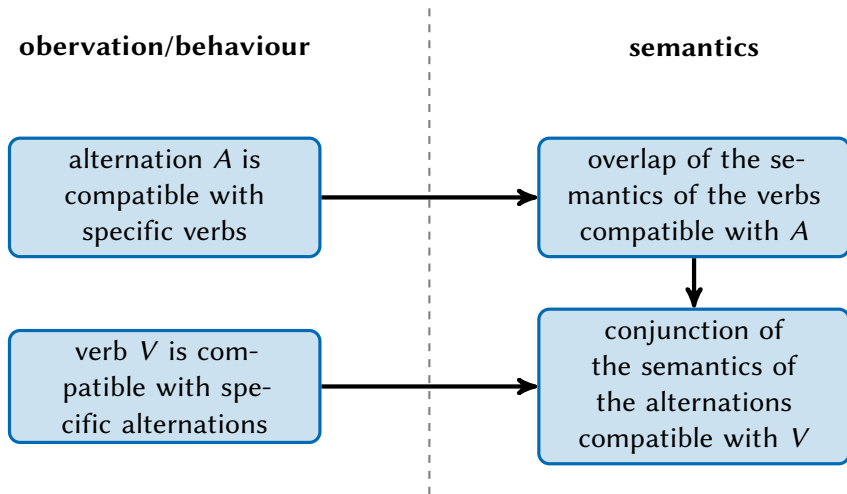 obervation/behaviour
semantics
alternation A is
compatible with
specific verbs
overlap of the se-
mantics of the verbs
compatible with A
verb V is com-
patible with spe-
cific alternations
conjunction of
the semantics of
the alternations
compatible with V